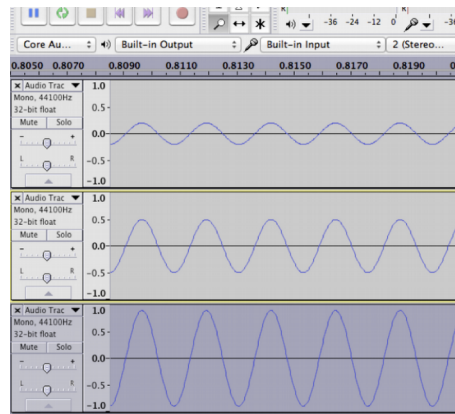 R
R
-36 -24 -12 0
-36
Core Au...
Built-in Output
Built-in Input
2 (Stereo...
0.8050 0.8070 0.8090 0.8110 0.8130 0.8150 0.8170 0.8190 0
Audio Trac
Mono, 44100Hz
32-bit float
Mute Solo
- +
L R
1.0
0.5
0.0
-0.5
-1.0
Audio Trac
Mono, 44100Hz
32-bit float
Mute Solo
- +
L R
1.0
0.5
0.0
-0.5
-1.0
Audio Trac
Mono, 44100Hz
32-bit float
Mute Solo
- +
L R
1.0
0.5
0.0
-0.5
-1.0